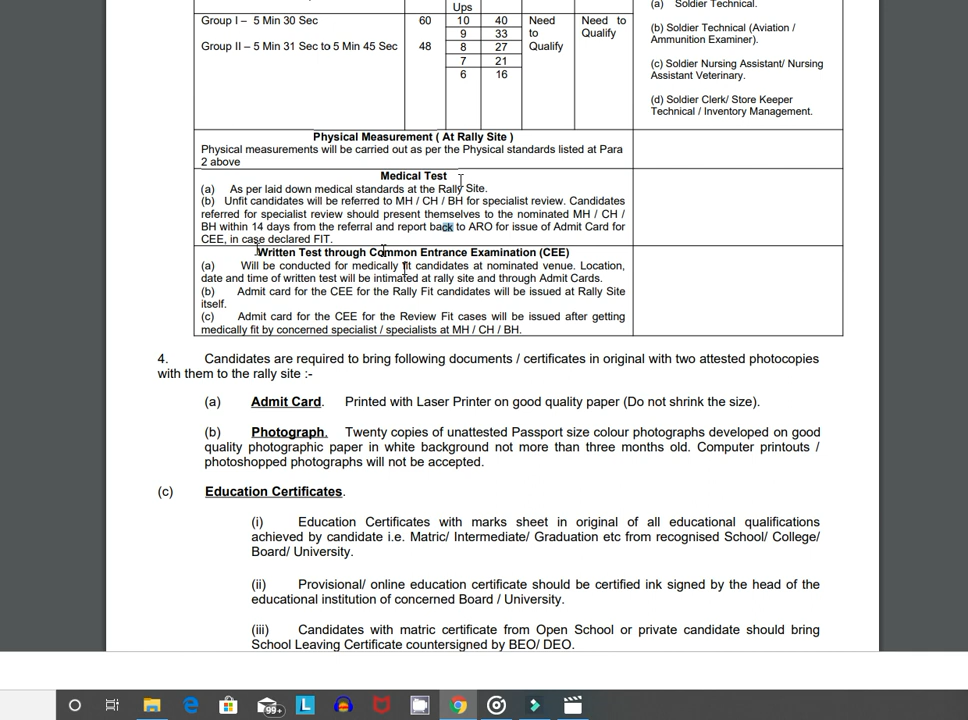 Ups
Group I – 5 Min 30 Sec 60 10 40 Need Need to
9 33 to Qualify
Group II – 5 Min 31 Sec to 5 Min 45 Sec 48 8 27 Qualify
7 21
6 16
(a) Soldier Technical.
(b) Soldier Technical (Aviation /
Ammunition Examiner).
(c) Soldier Nursing Assistant/ Nursing
Assistant Veterinary.
(d) Soldier Clerk/ Store Keeper
Technical / Inventory Management.
Physical Measurement ( At Rally Site )
Physical measurements will be carried out as per the Physical standards listed at Para
2 above
Medical Test
(a) As per laid down medical standards at the Rally Site.
(b) Unfit candidates will be referred to MH / CH / BH for specialist review. Candidates
referred for specialist review should present themselves to the nominated MH / CH /
BH within 14 days from the referral and report back to ARO for issue of Admit Card for
CEE, in case declared FIT.
Written Test through Common Entrance Examination (CEE)
(a) Will be conducted for medically fit candidates at nominated venue. Location,
date and time of written test will be intimated at rally site and through Admit Cards.
(b) Admit card for the CEE for the Rally Fit candidates will be issued at Rally Site
itself.
(c) Admit card for the CEE for the Review Fit cases will be issued after getting
medically fit by concerned specialist / specialists at MH / CH / BH.
4. Candidates are required to bring following documents / certificates in original with two attested photocopies
with them to the rally site :-
(a) Admit Card. Printed with Laser Printer on good quality paper (Do not shrink the size).
(b) Photograph. Twenty copies of unattested Passport size colour photographs developed on good
quality photographic paper in white background not more than three months old. Computer printouts /
photoshopped photographs will not be accepted.
(c) Education Certificates.
(i) Education Certificates with marks sheet in original of all educational qualifications
achieved by candidate i.e. Matric/ Intermediate/ Graduation etc from recognised School/ College/
Board/ University.
(ii) Provisional/ online education certificate should be certified ink signed by the head of the
educational institution of concerned Board / University.
(iii) Candidates with matric certificate from Open School or private candidate should bring
School Leaving Certificate countersigned by BEO/ DEO.
99+
L